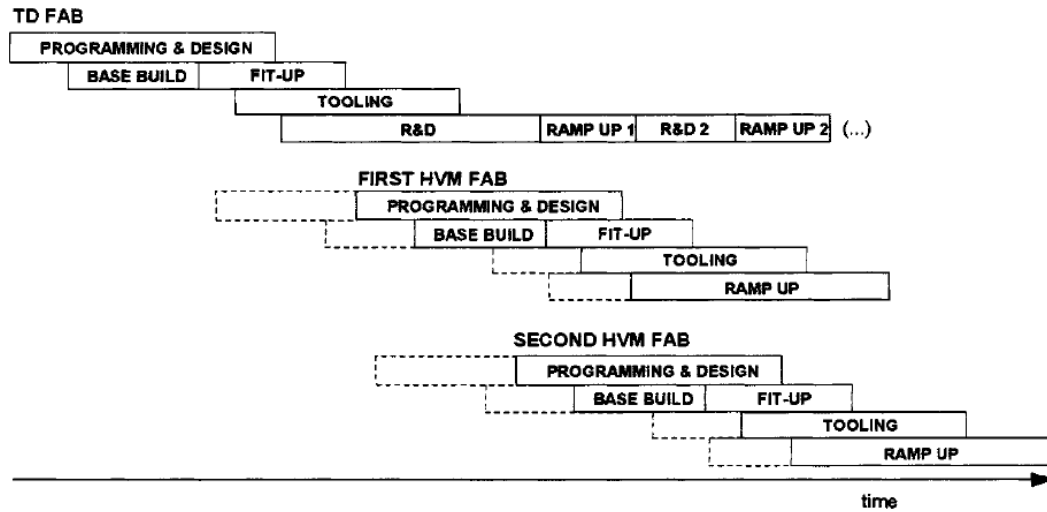 TD FAB
PROGRAMMING & DESIGN
BASE BUILD FIT-UP
TOOLING
R&D RAMP UP 1 R&D 2 RAMP UP 2 (...)
FIRST HVM FAB
PROGRAMMING & DESIGN
BASE BUILD FIT-UP
TOOLING
RAMP UP
SECOND HVM FAB
PROGRAMMING & DESIGN
BASE BUILD FIT-UP
TOOLING
RAMP UP
time